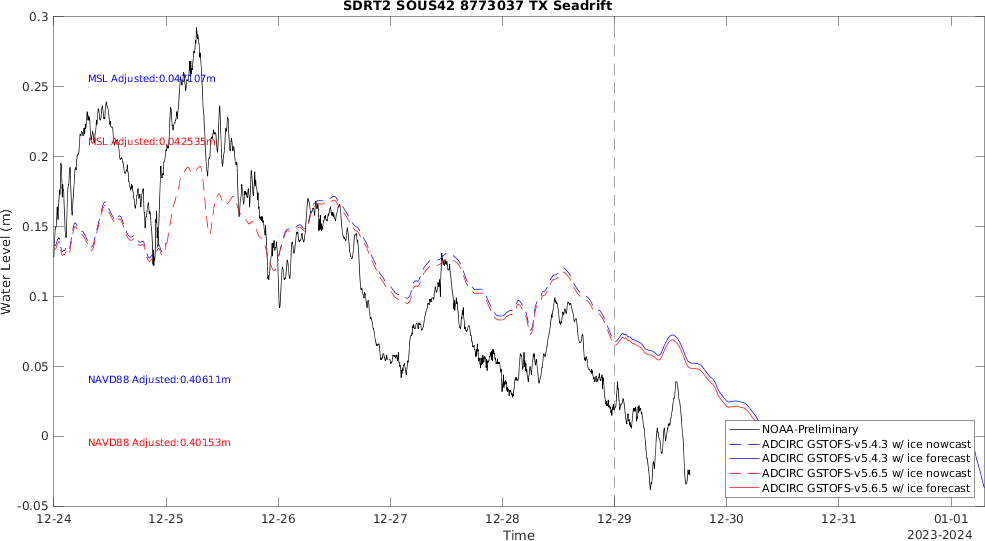 SDRT2 SOUS42 8773037 TX Seadrift
Water Level (m)
0.3
0.25
0.2
0.15
0.1
0.05
0
-0.05
MSL Adjusted:0.047107m
MSL Adjusted:0.042535m
NAVD88 Adjusted:0.40611m
NAVD88 Adjusted:0.40153m
NOAA-Preliminary
ADCIRC GSTOFS-v5.4.3 w/ ice nowcast
ADCIRC GSTOFS-v5.4.3 w/ ice forecast
ADCIRC GSTOFS-v5.6.5 w/ ice nowcast
ADCIRC GSTOFS-v5.6.5 w/ ice forecast
12-24 12-25 12-26 12-27 12-28 12-29 12-30 12-31 01-01
Time
2023-2024